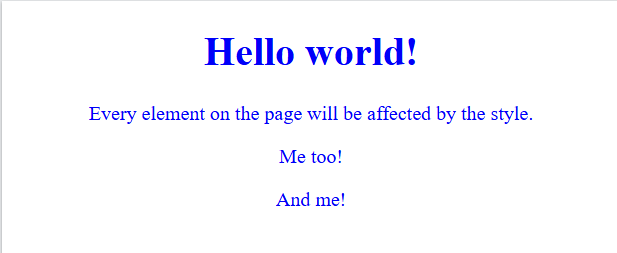 Hello world!
Every element on the page will be affected by the style.
Me too!
And me!